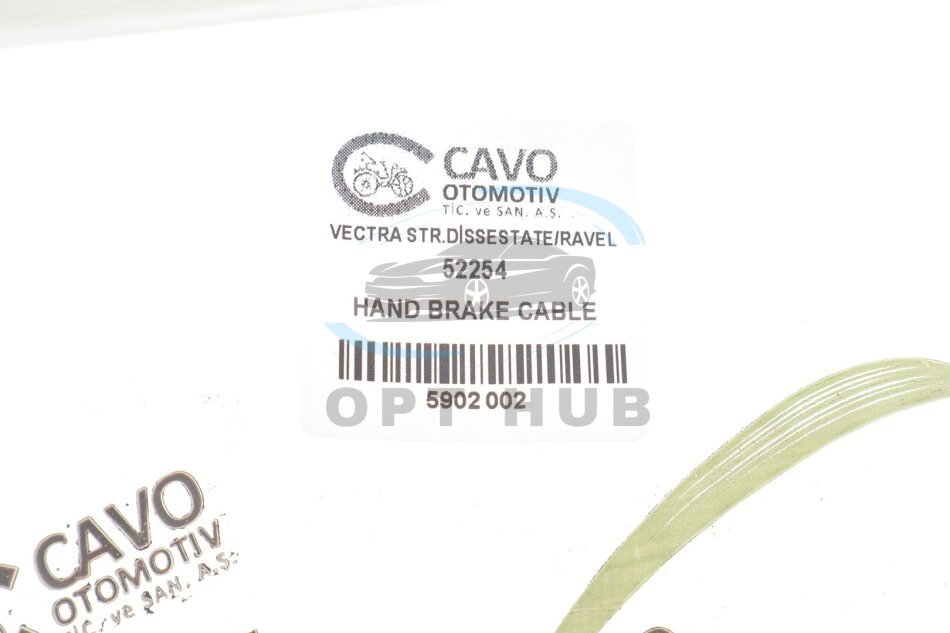 CAVO
OTOMOTIV
TİC. ve SAN. A.S.
VECTRA STR.DİSSESTATE/RAVEL
52254
HAND BRAKE CABLE
5902 002
OPT HUB
CAVO
OTOMOTIV
TİC. ve SAN. A.S.